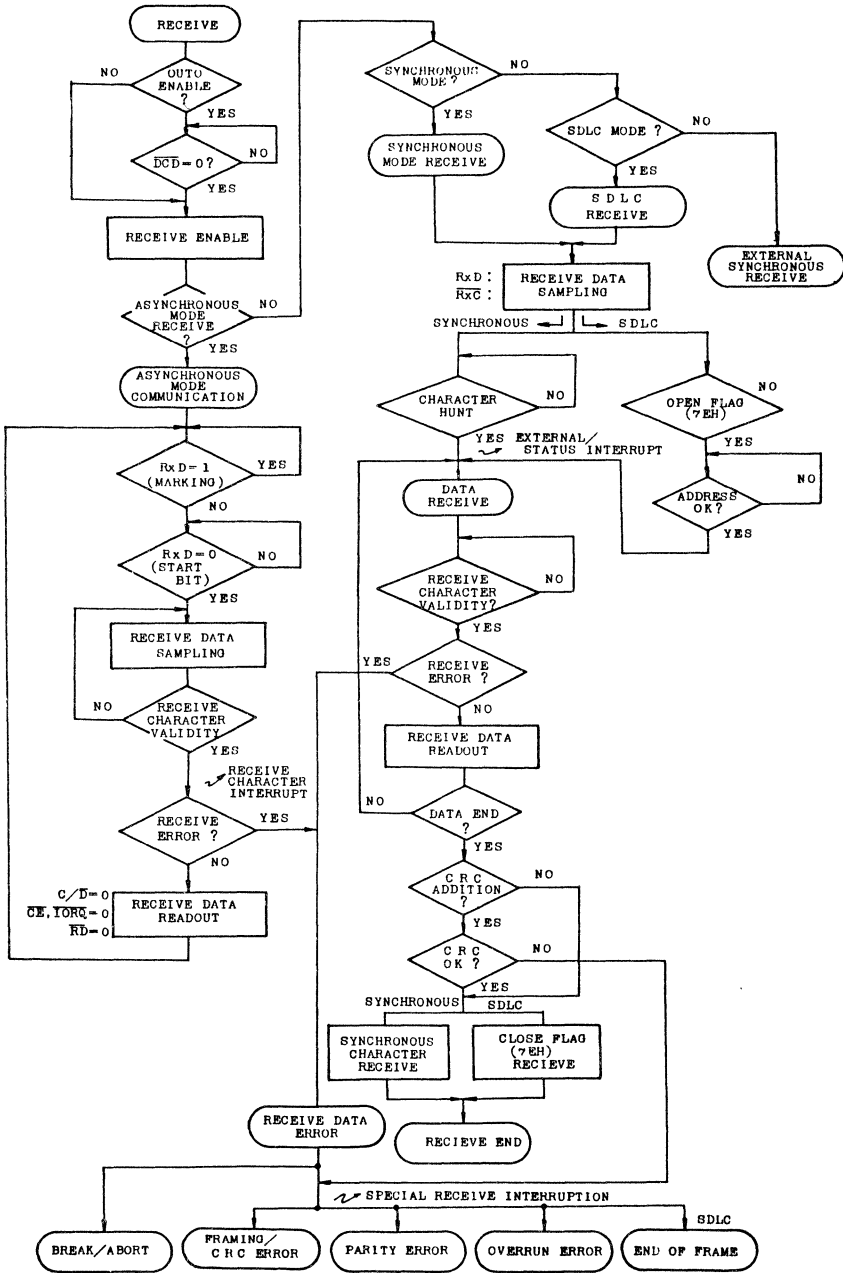 RECEIVE
OUTO
ENABLE
?
NO
YES
DCD=0?
NO
YES
RECEIVE ENABLE
ASYNCHRONOUS
MODE
RECEIVE
?
NO
YES
ASYNCHRONOUS
MODE
COMMUNICATION
RxD=1
(MARKING)
YES
NO
RxD=0
(START
BIT)
NO
YES
RECEIVE DATA
SAMPLING
NO
RECEIVE
CHARACTER
VALIDITY
YES
RECEIVE
CHARACTER
INTERRUPT
RECEIVE
ERROR ?
YES
NO
C/D=0
CE, IORQ=0
RD=0
RECEIVE DATA
READOUT
SYNCHRONOUS
MODE ?
NO
YES
SYNCHRONOUS
MODE RECEIVE
SDLC MODE ?
NO
YES
SDLC
RECEIVE
EXTERNAL
SYNCHRONOUS
RECEIVE
RxD :
RxC :
RECEIVE DATA
SAMPLING
SYNCHRONOUS
SDLC
CHARACTER
HUNT
NO
YES
EXTERNAL/
STATUS INTERRUPT
OPEN FLAG
(7EH)
NO
YES
ADDRESS
OK?
NO
YES
DATA
RECEIVE
RECEIVE
CHARACTER
VALIDITY?
NO
YES
RECEIVE
ERROR ?
YES
NO
RECEIVE DATA
READOUT
DATA END
?
NO
YES
CRC
ADDITION
?
NO
YES
CRC
OK ?
NO
YES
SYNCHRONOUS
SDLC
SYNCHRONOUS
CHARACTER
RECEIVE
CLOSE FLAG
(7EH)
RECIEVE
RECIEVE END
RECEIVE DATA
ERROR
SPECIAL RECEIVE INTERRUPTION
SDLC
BREAK/ABORT
FRAMING/
CRC ERROR
PARITY ERROR
OVERRUN ERROR
END OF FRAME